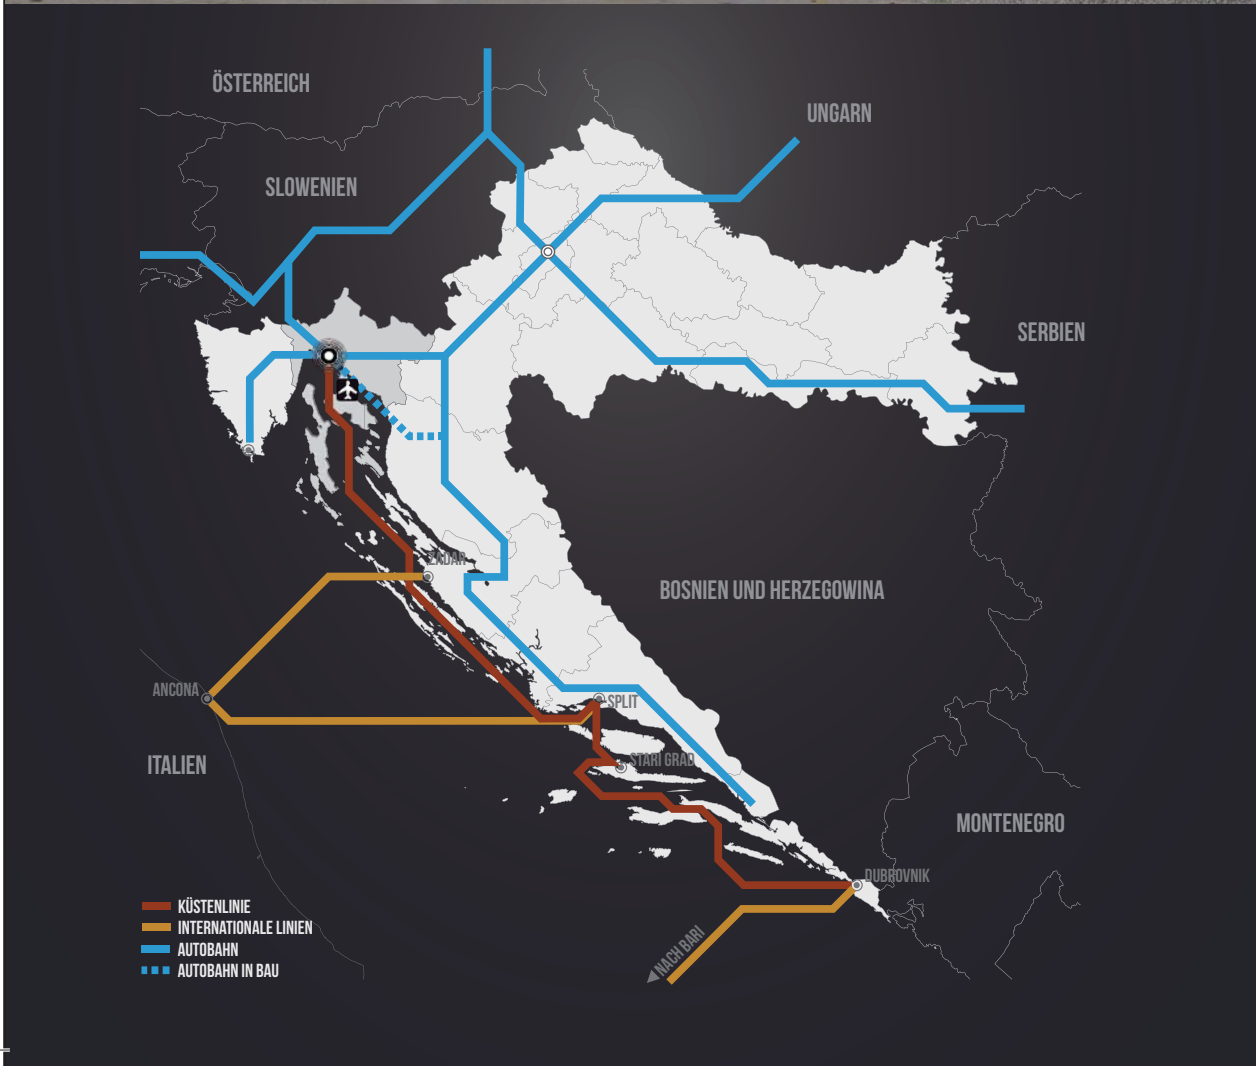 ÖSTERREICH
UNGARN
SLOWENIEN
SERBIEN
ZADAR
BOSNIEN UND HERZEGOWINA
ANCONA
SPLIT
STARI GRAD
ITALIEN
MONTENEGRO
DUBROVNIK
NACH BARI
KÜSTENLINIE
INTERNATIONALE LINIEN
AUTOBAHN
AUTOBAHN IN BAU